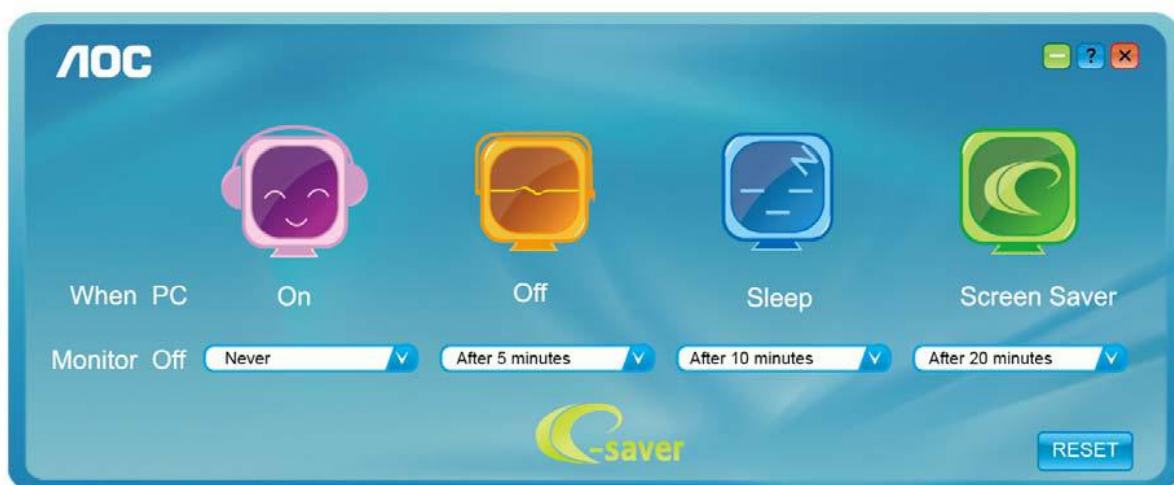 AOC
?
When PC On Off Sleep Screen Saver
Monitor Off Never After 5 minutes After 10 minutes After 20 minutes
e-saver
RESET